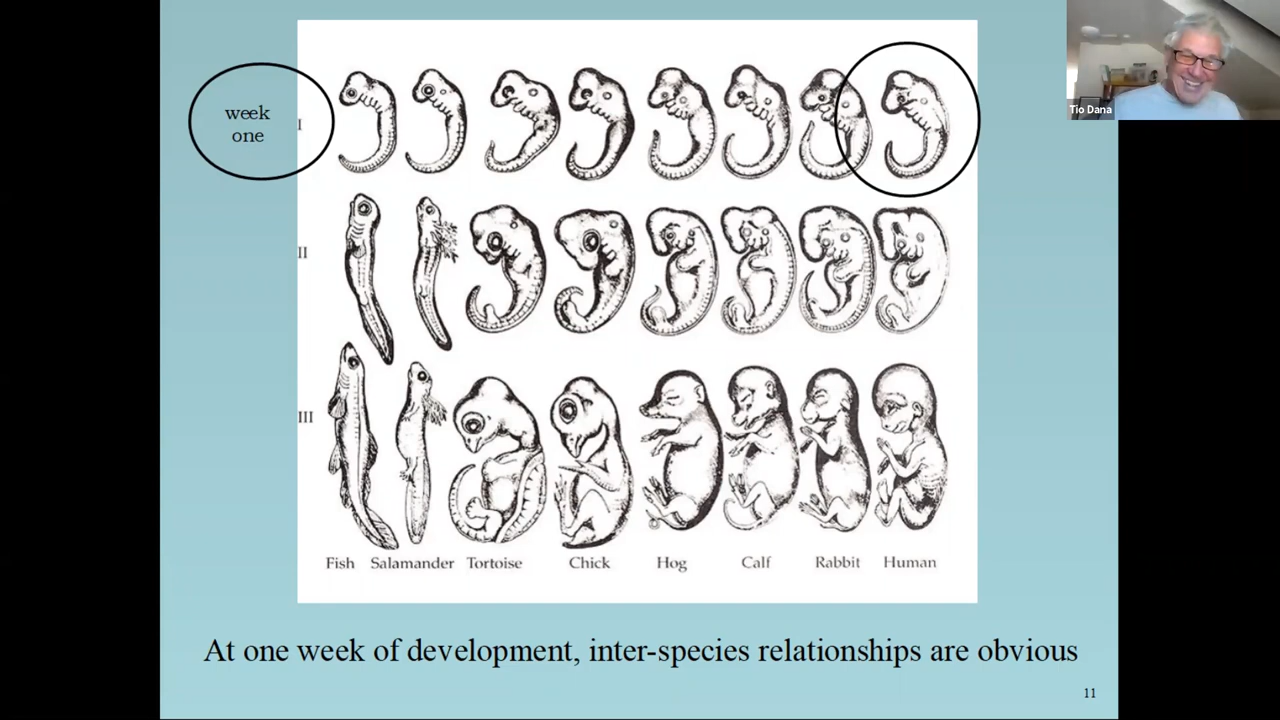 Tio Dana
week
one
I
II
III
Fish Salamander Tortoise Chick Hog Calf Rabbit Human
At one week of development, inter-species relationships are obvious
11